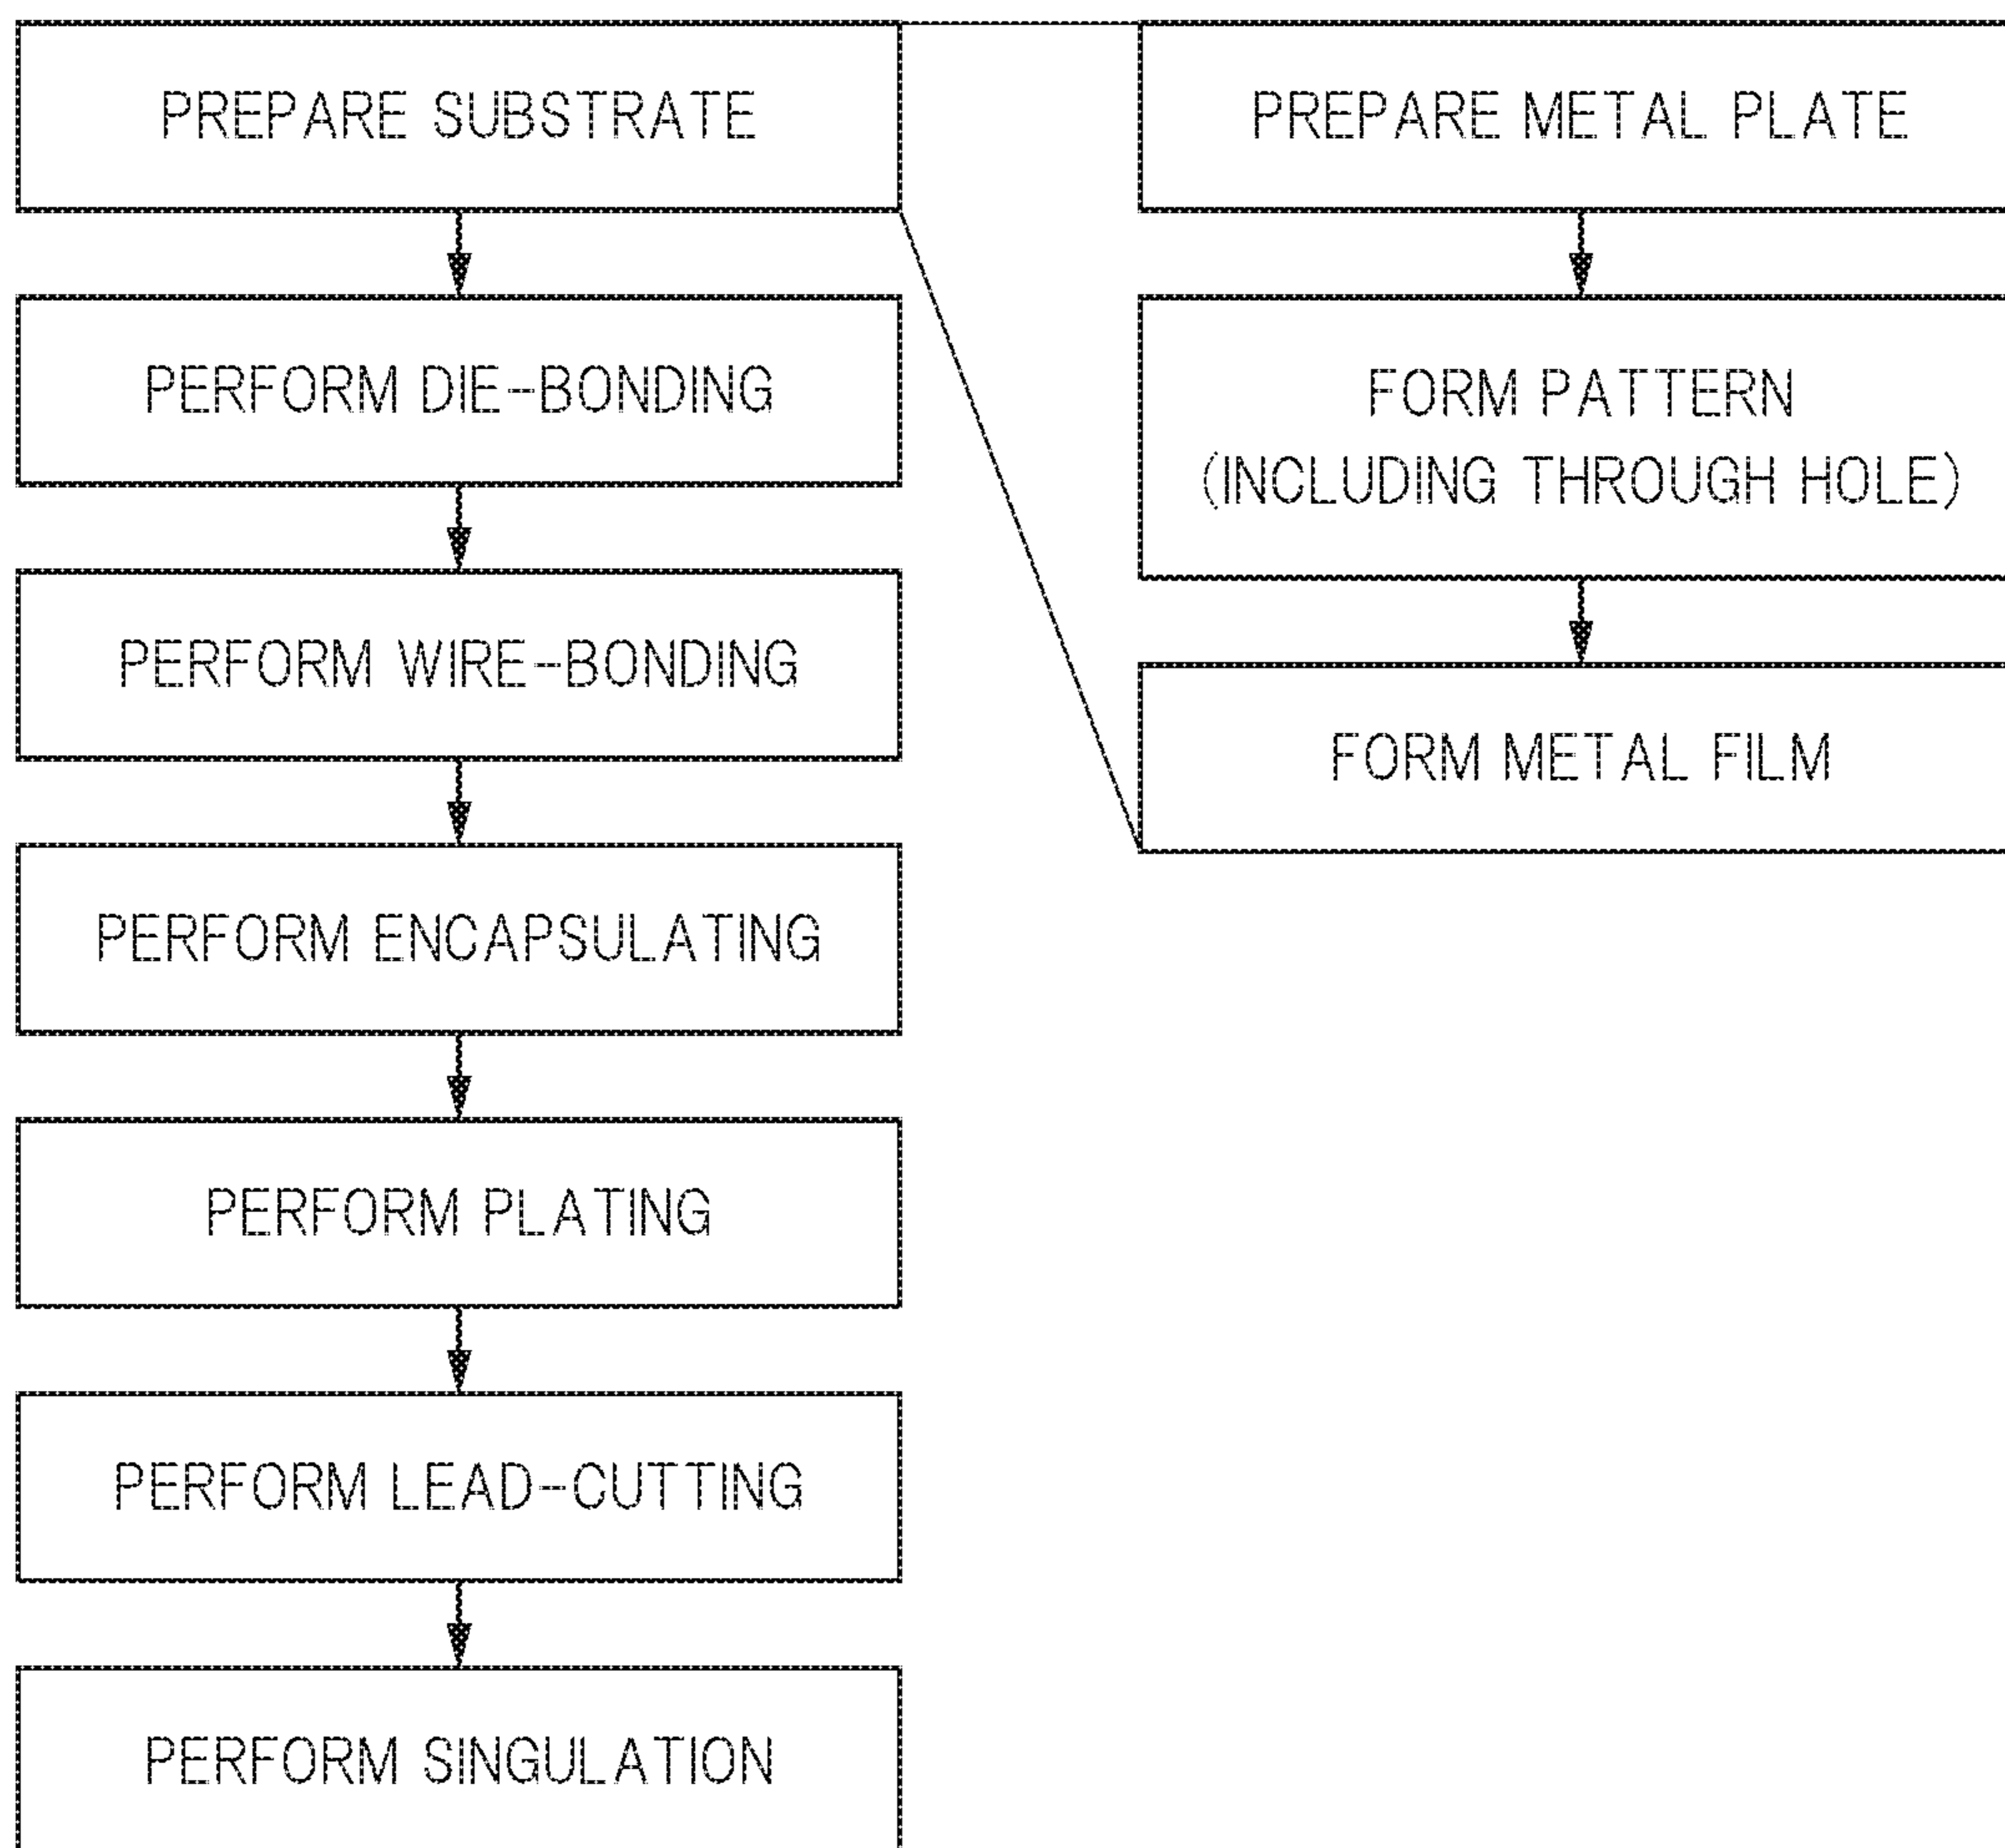 PREPARE SUBSTRATE
PERFORM DIE-BONDING
PERFORM WIRE-BONDING
PERFORM ENCAPSULATING
PERFORM PLATING
PERFORM LEAD-CUTTING
PERFORM SINGULATION
PREPARE METAL PLATE
FORM PATTERN
(INCLUDING THROUGH HOLE)
FORM METAL FILM